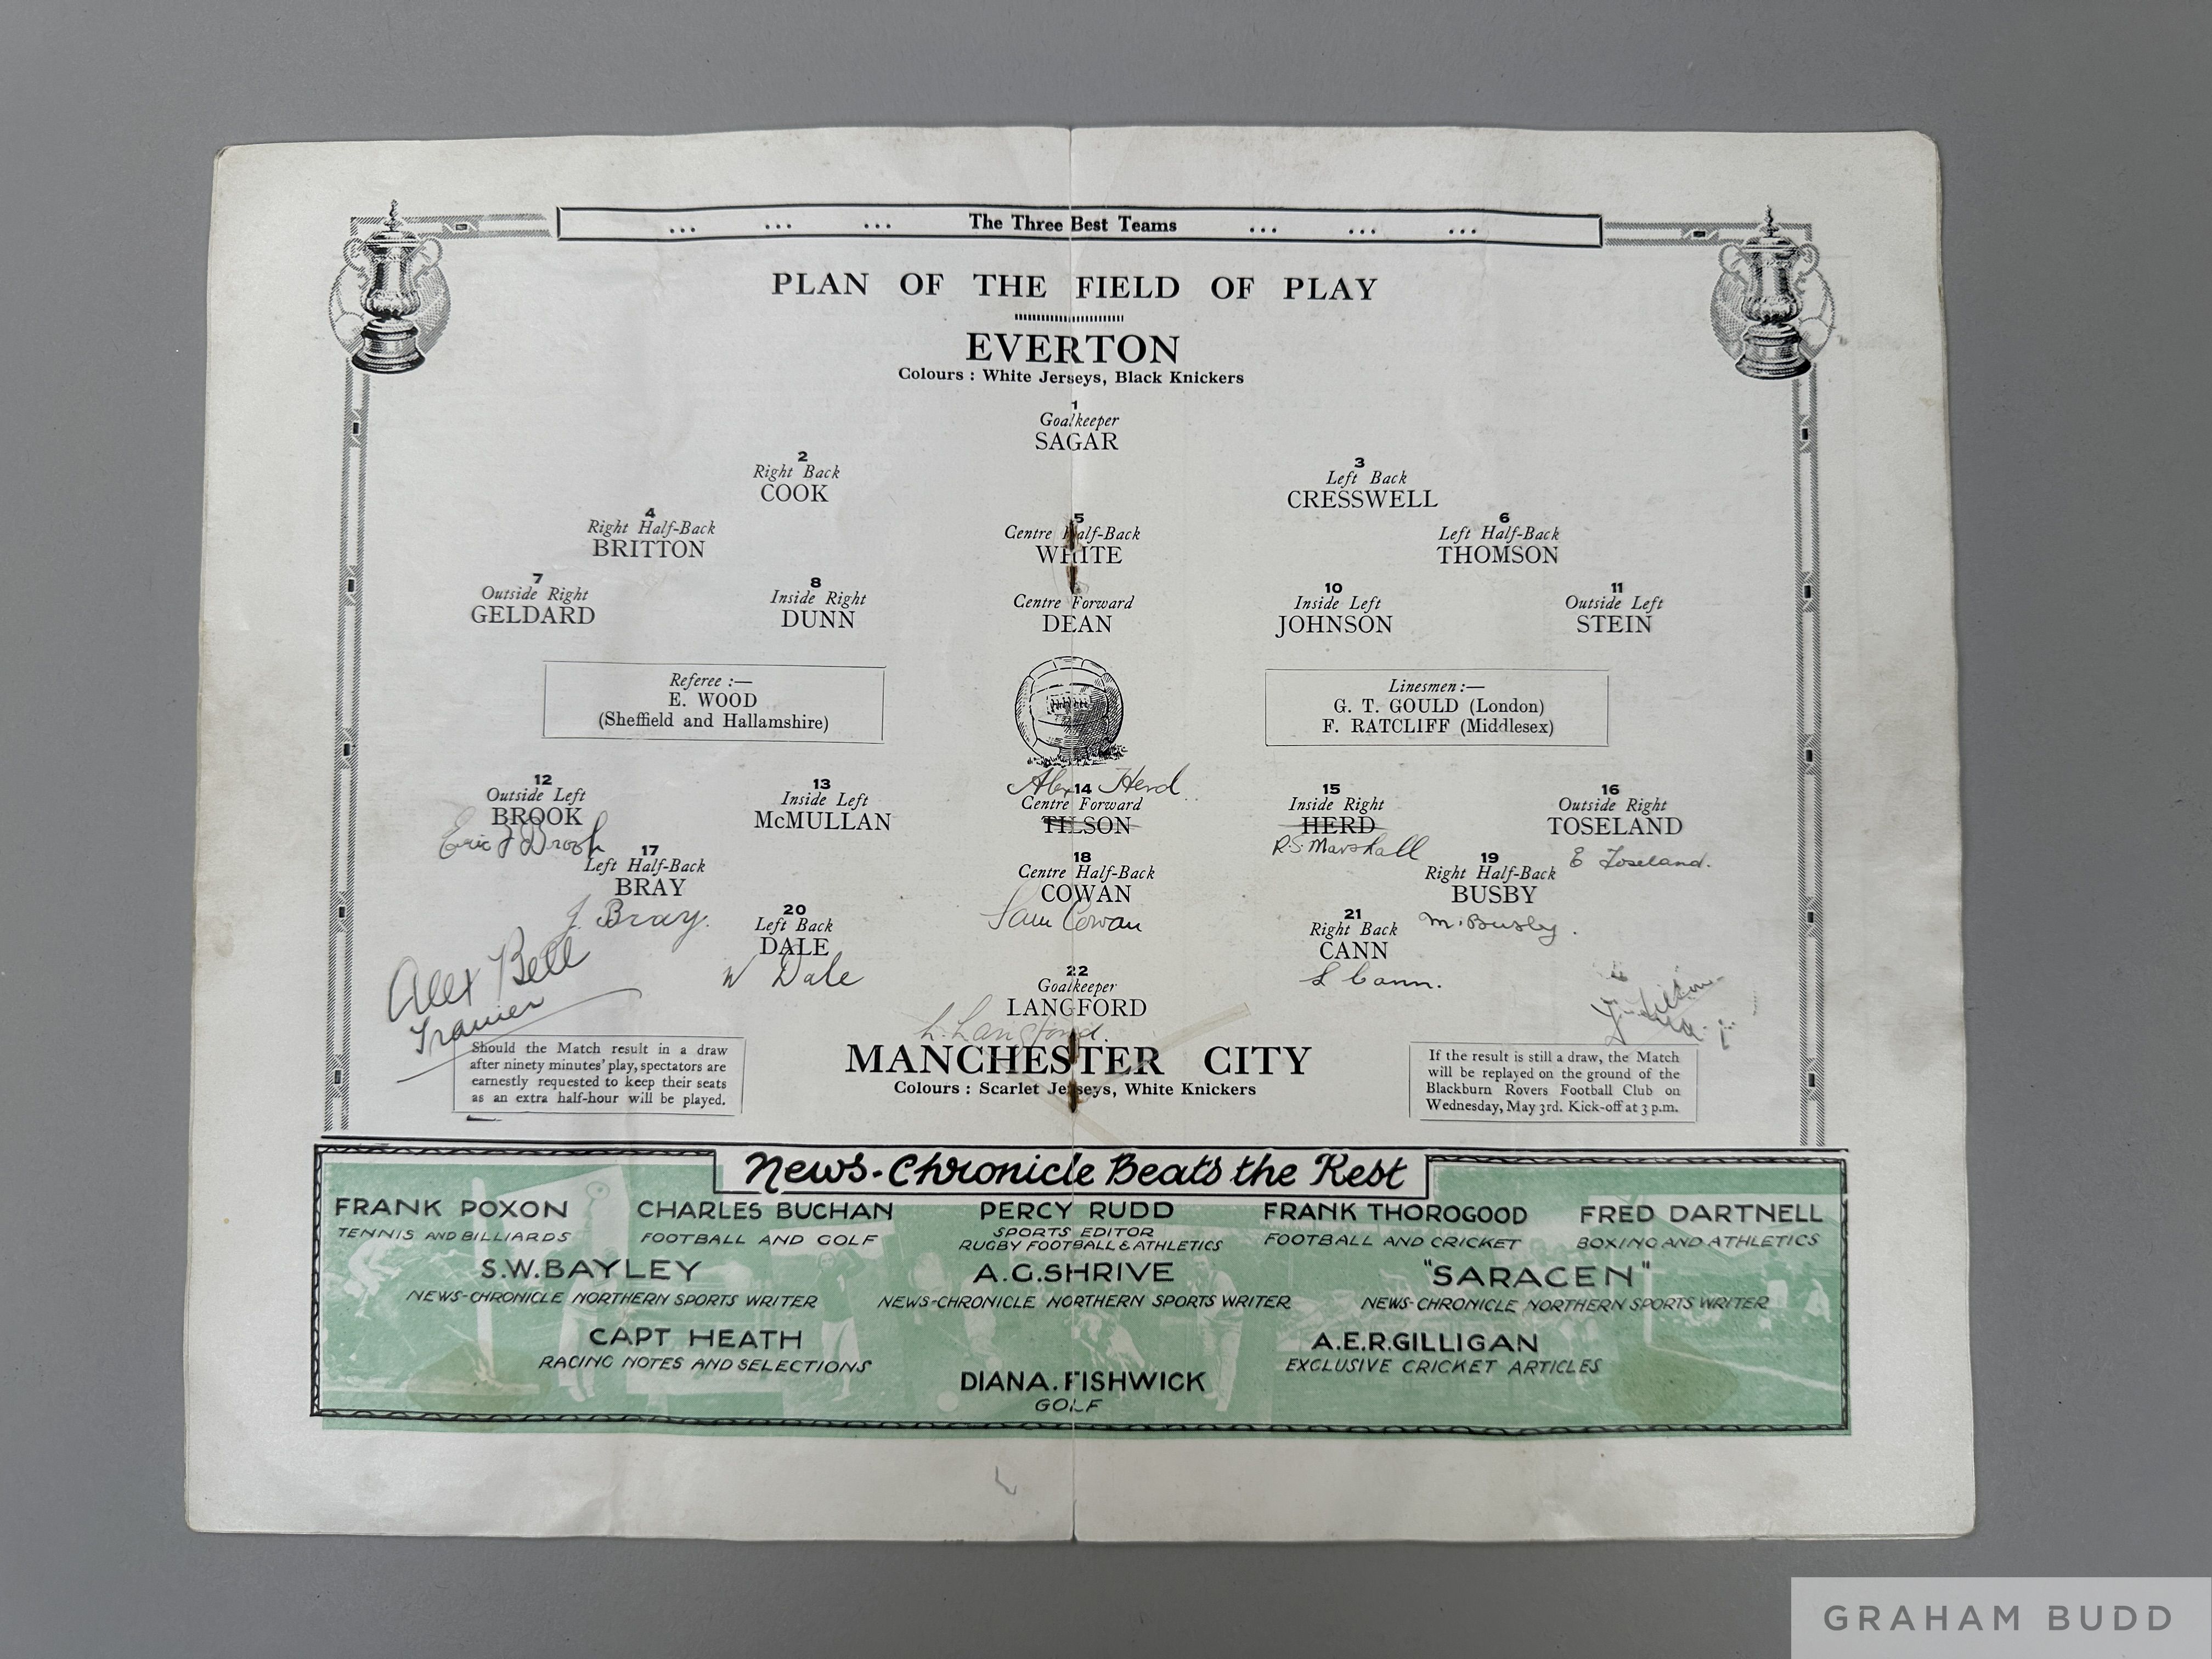 ... ... ... The Three Best Teams ... ... ...
PLAN OF THE FIELD OF PLAY
EVERTON
Colours : White Jerseys, Black Knickers
1
Goalkeeper
SAGAR
2
Right Back
COOK
3
Left Back
CRESSWELL
4
Right Half-Back
BRITTON
5
Centre Half-Back
WHITE
6
Left Half-Back
THOMSON
7
Outside Right
GELDARD
8
Inside Right
DUNN
Centre Forward
DEAN
10
Inside Left
JOHNSON
11
Outside Left
STEIN
Referee :—
E. WOOD
(Sheffield and Hallamshire)
Linesmen :—
G. T. GOULD (London)
F. RATCLIFF (Middlesex)
12
Outside Left
BROOK
Eric F Brook
13
Inside Left
McMULLAN
Alex Herd
14
Centre Forward
TILSON
15
Inside Right
HERD
R.S. Marshall
16
Outside Right
TOSELAND
E Toseland.
17
Left Half-Back
BRAY
J. Bray.
18
Centre Half-Back
COWAN
Sam Cowan
19
Right Half-Back
BUSBY
M. Busby.
20
Left Back
DALE
W Dale
21
Right Back
CANN
S Cann.
22
Goalkeeper
LANGFORD
L. Langford.
Alex Bell
Trainer
MANCHESTER CITY
Colours : Scarlet Jerseys, White Knickers
Should the Match result in a draw
after ninety minutes' play, spectators are
earnestly requested to keep their seats
as an extra half-hour will be played.
If the result is still a draw, the Match
will be replayed on the ground of the
Blackburn Rovers Football Club on
Wednesday, May 3rd. Kick-off at 3 p.m.
News-Chronicle Beats the Rest
FRANK POXON
TENNIS AND BILLIARDS
CHARLES BUCHAN
FOOTBALL AND GOLF
PERCY RUDD
SPORTS EDITOR
RUGBY FOOTBALL & ATHLETICS
FRANK THOROGOOD
FOOTBALL AND CRICKET
FRED DARTNELL
BOXING AND ATHLETICS
S.W.BAYLEY
NEWS-CHRONICLE NORTHERN SPORTS WRITER
A.G.SHRIVE
NEWS-CHRONICLE NORTHERN SPORTS WRITER
"SARACEN"
NEWS-CHRONICLE NORTHERN SPORTS WRITER
CAPT HEATH
RACING NOTES AND SELECTIONS
A.E.R.GILLIGAN
EXCLUSIVE CRICKET ARTICLES
DIANA.FISHWICK
GOLF
GRAHAM BUDD